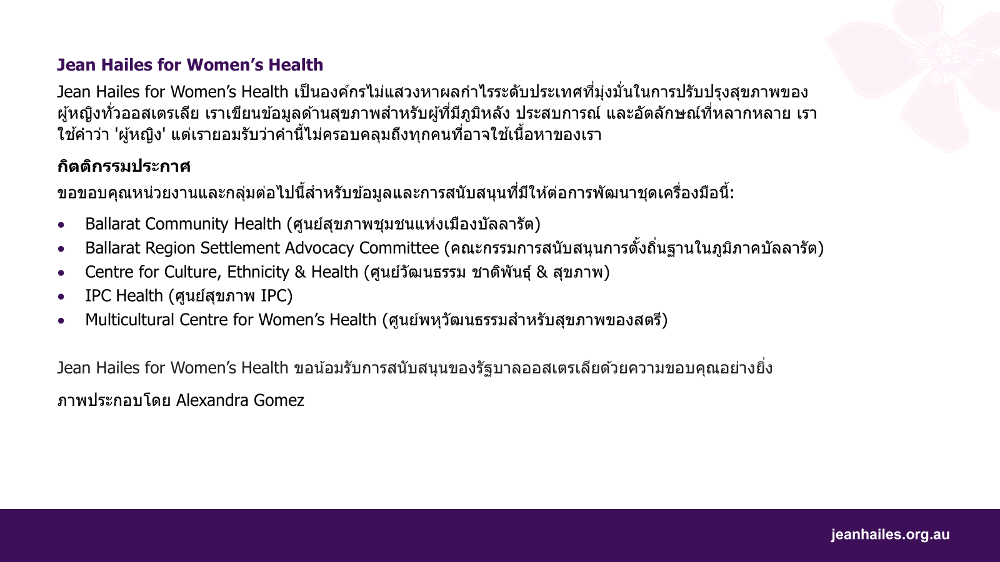 Jean Hailes for Women’s Health
Jean Hailes for Women’s Health เป็นองค์กรไม่แสวงหาผลกำไรระดับประเทศที่มุ่งมั่นในการปรับปรุงสุขภาพของ
ผู้หญิงทั่วออสเตรเลีย เราเขียนข้อมูลด้านสุขภาพสำหรับผู้ที่มีภูมิหลัง ประสบการณ์ และอัตลักษณ์ที่หลากหลาย เรา
ใช้คำว่า 'ผู้หญิง' แต่เรายอมรับว่าคำนี้ไม่ครอบคลุมถึงทุกคนที่อาจใช้เนื้อหาของเรา
กิตติกรรมประกาศ
ขอขอบคุณหน่วยงานและกลุ่มต่อไปนี้สำหรับข้อมูลและการสนับสนุนที่มีให้ต่อการพัฒนาชุดเครื่องมือนี้:
• Ballarat Community Health (ศูนย์สุขภาพชุมชนแห่งเมืองบัลลารัต)
• Ballarat Region Settlement Advocacy Committee (คณะกรรมการสนับสนุนการตั้งถิ่นฐานในภูมิภาคบัลลารัต)
• Centre for Culture, Ethnicity & Health (ศูนย์วัฒนธรรม ชาติพันธุ์ & สุขภาพ)
• IPC Health (ศูนย์สุขภาพ IPC)
• Multicultural Centre for Women’s Health (ศูนย์พหุวัฒนธรรมสำหรับสุขภาพของสตรี)
Jean Hailes for Women’s Health ขอน้อมรับการสนับสนุนของรัฐบาลออสเตรเลียด้วยความขอบคุณอย่างยิ่ง
ภาพประกอบโดย Alexandra Gomez
jeanhailes.org.au